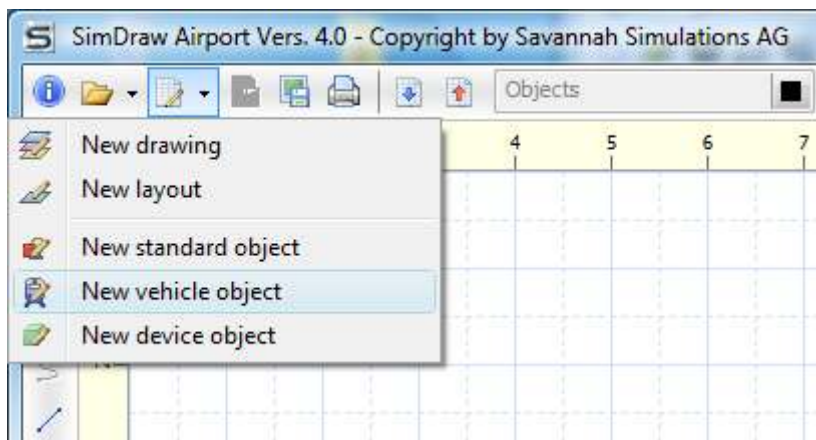 SimDraw Airport Vers. 4.0 - Copyright by Savannah Simulations AG
Objects
4 5 6 7
New drawing
New layout
New standard object
New vehicle object
New device object